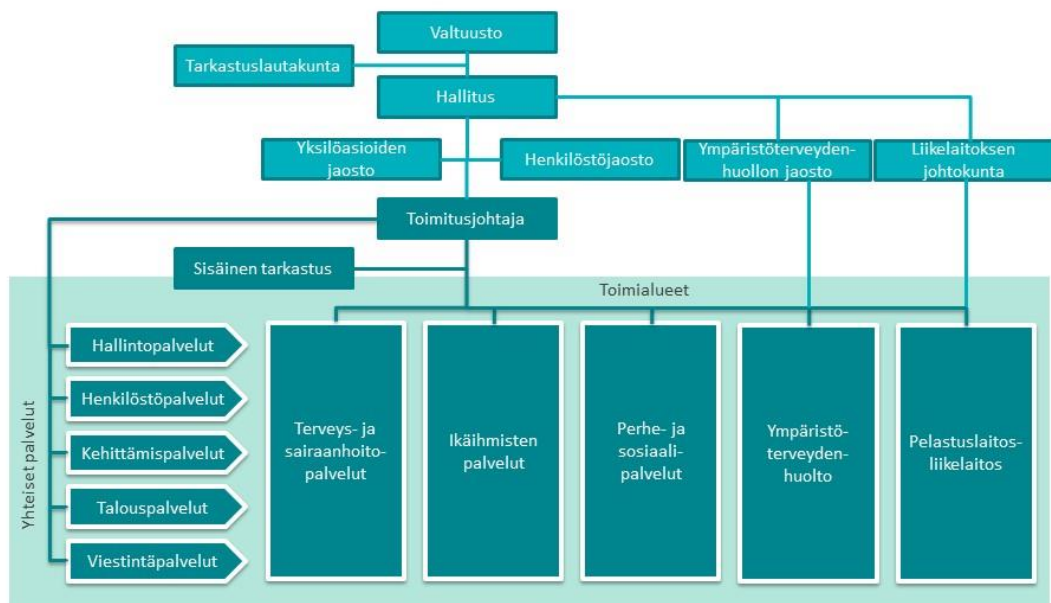 Valtuusto
Tarkastuslautakunta
Hallitus
Yksilöasioiden
jaosto
Henkilöstöjaosto
Ympäristöterveyden-
huollon jaosto
Liikelaitoksen
johtokunta
Toimitusjohtaja
Sisäinen tarkastus
Toimialueet
Yhteiset palvelut
Hallintopalvelut
Henkilöstöpalvelut
Kehittämispalvelut
Talouspalvelut
Viestintäpalvelut
Terveys- ja
sairaanhoito-
palvelut
Ikäihmisten
palvelut
Perhe- ja
sosiaali-
palvelut
Ympäristö-
terveyden-
huolto
Pelastuslaitos-
liikelaitos